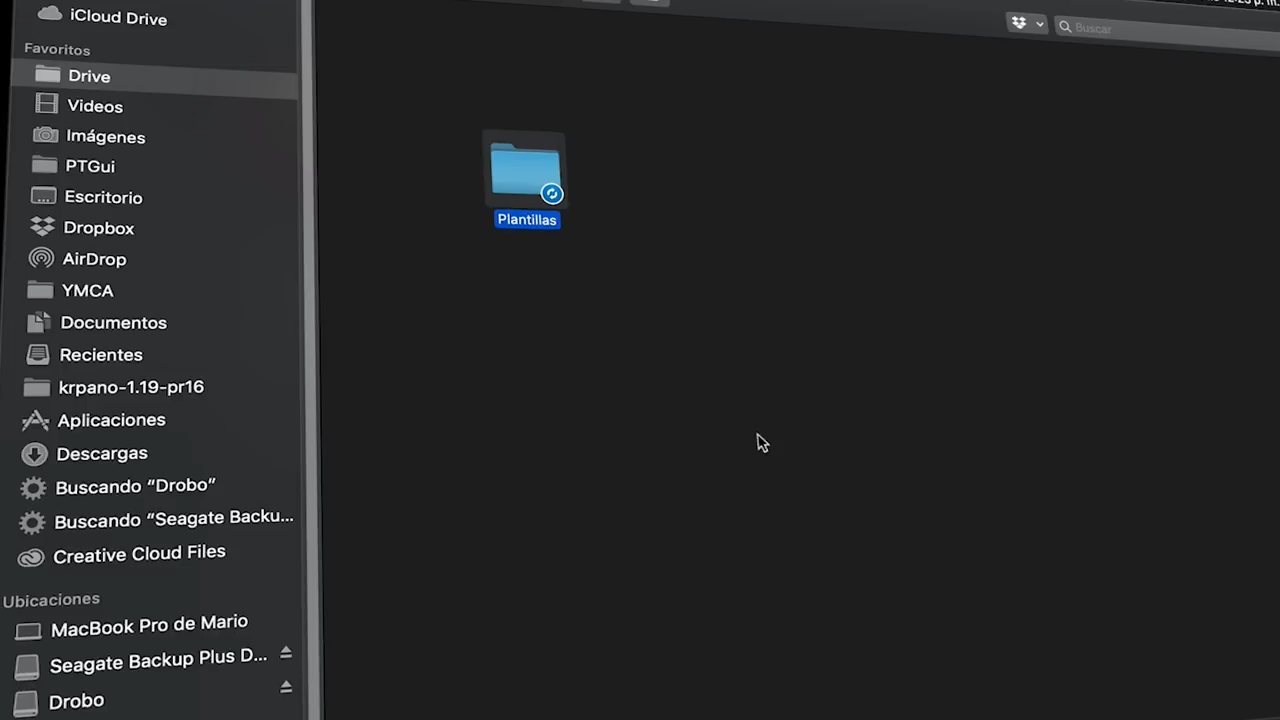 iCloud Drive
Favoritos
Drive
Videos
Imágenes
PTGui
Escritorio
Dropbox
AirDrop
YMCA
Documentos
Recientes
krpano-1.19-pr16
Aplicaciones
Descargas
Buscando “Drobo”
Buscando “Seagate Backu...
Creative Cloud Files
Ubicaciones
MacBook Pro de Mario
Seagate Backup Plus D...
Drobo
Buscar
Plantillas